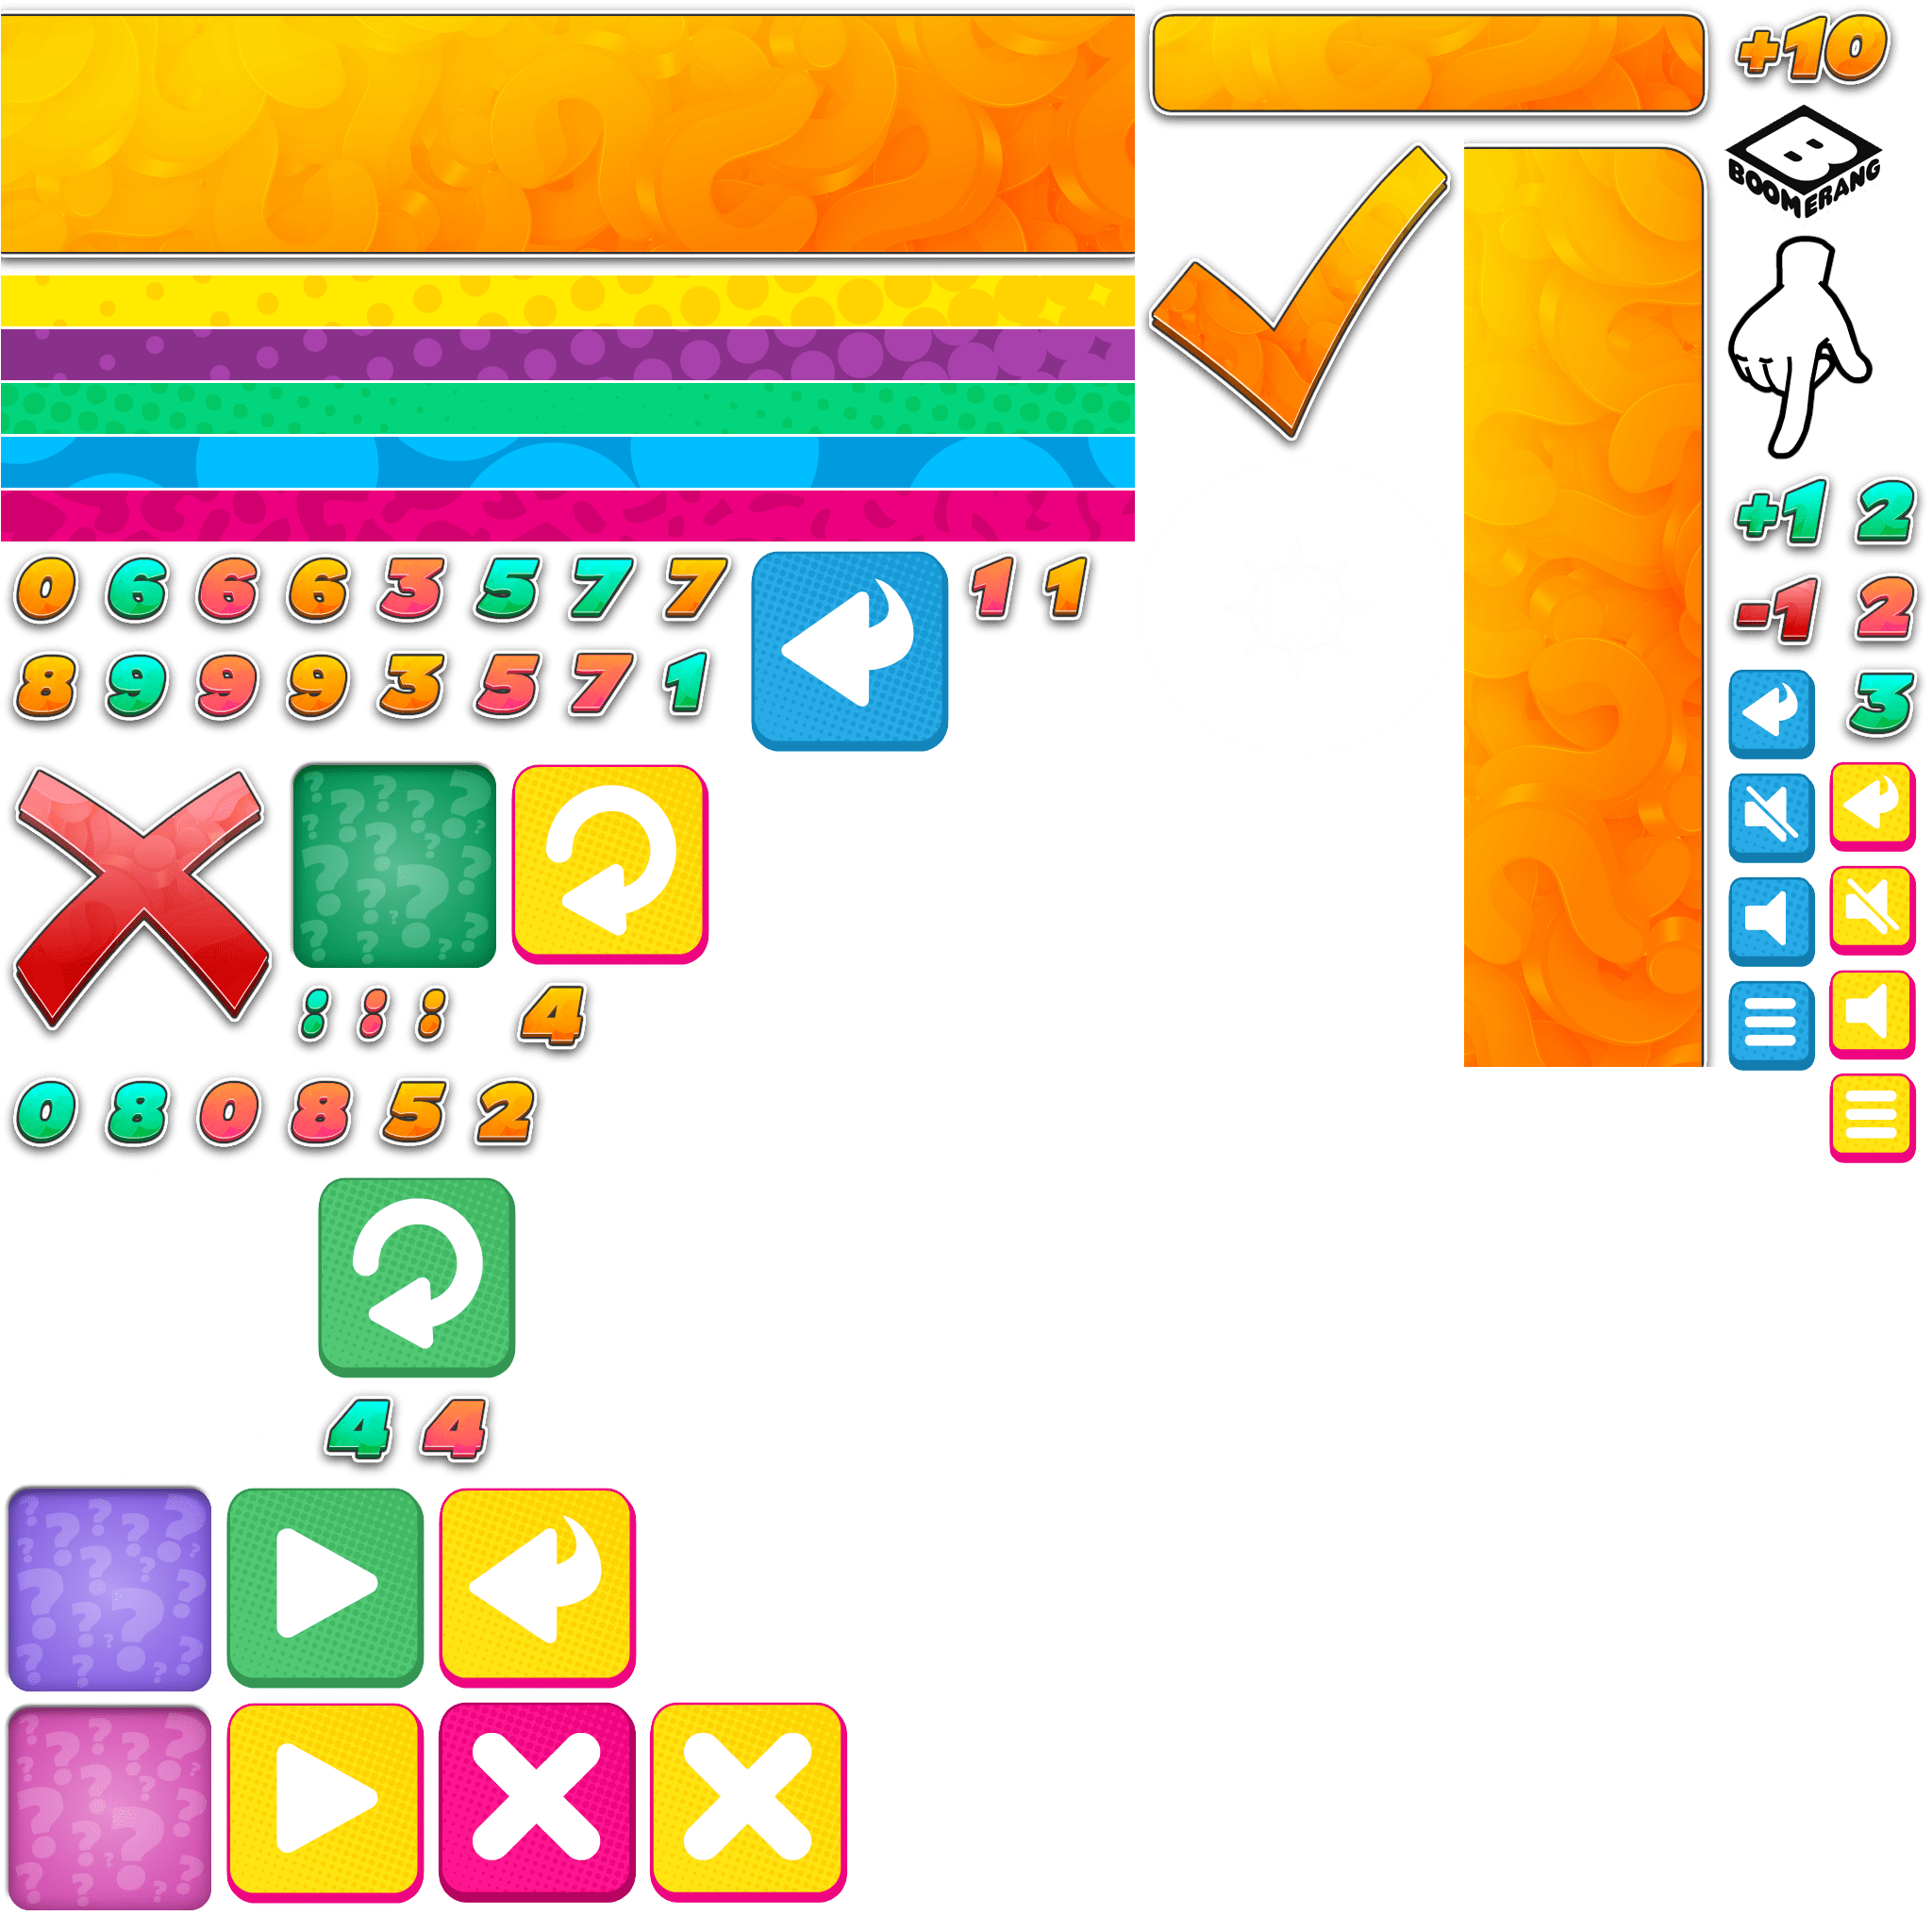 +10
B
BOOMERANG
+1 2
0 6 6 6 3 5 7 7 1 1
-1 2
8 9 9 9 3 5 7 1
3
? ? ? ? ? ? ? ? ? ? ? ? ? ? ?
: : : 4
0 8 0 8 5 2
4 4
? ? ? ? ? ? ? ? ? ? ? ? ? ? ?
? ? ? ? ? ? ? ? ? ? ? ? ? ? ?